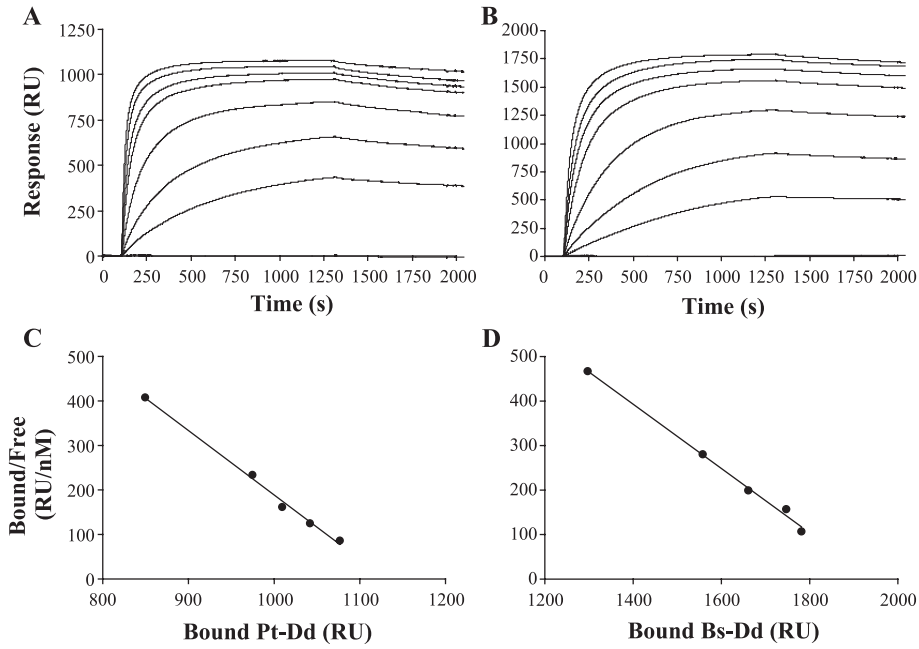 A
B
Response (RU)
1250
1000
750
500
250
0
0 250 500 750 1000 1250 1500 1750 2000
Time (s)
2000
1750
1500
1250
1000
750
500
250
0
0 250 500 750 1000 1250 1500 1750 2000
Time (s)
C
D
Bound/Free
(RU/nM)
500
400
300
200
100
0
800 900 1000 1100 1200
Bound Pt-Dd (RU)
500
400
300
200
100
0
1200 1400 1600 1800 2000
Bound Bs-Dd (RU)